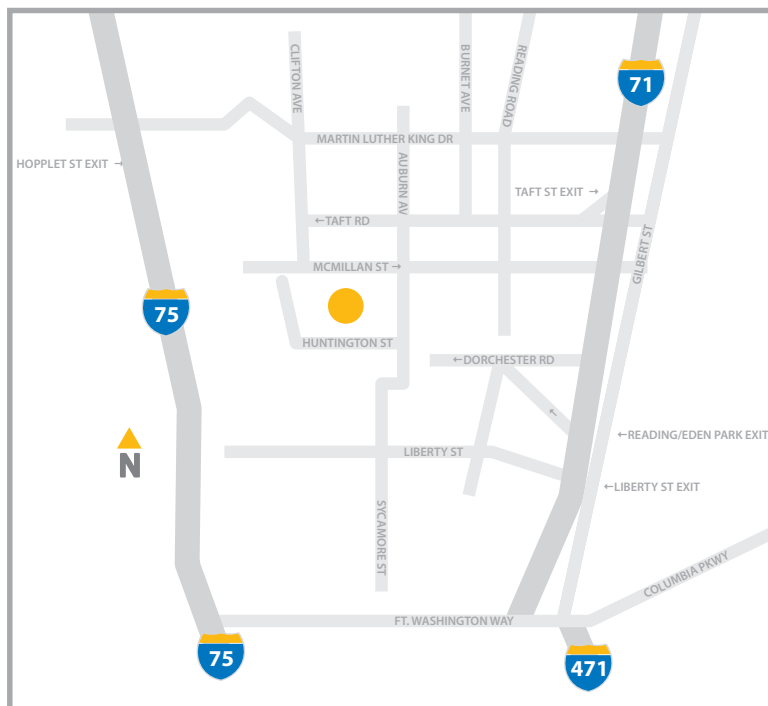 CLIFTON AVE
BURNET AVE
READING ROAD
71
MARTIN LUTHER KING DR
HOPPLET ST EXIT →
AUBURN AV
TAFT ST EXIT →
←TAFT RD
GILBERT ST
MCMILLAN ST →
75
HUNTINGTON ST
←DORCHESTER RD
←
←READING/EDEN PARK EXIT
N
LIBERTY ST
←LIBERTY ST EXIT
SYCAMORE ST
COLUMBIA PKWY
FT. WASHINGTON WAY
75
471